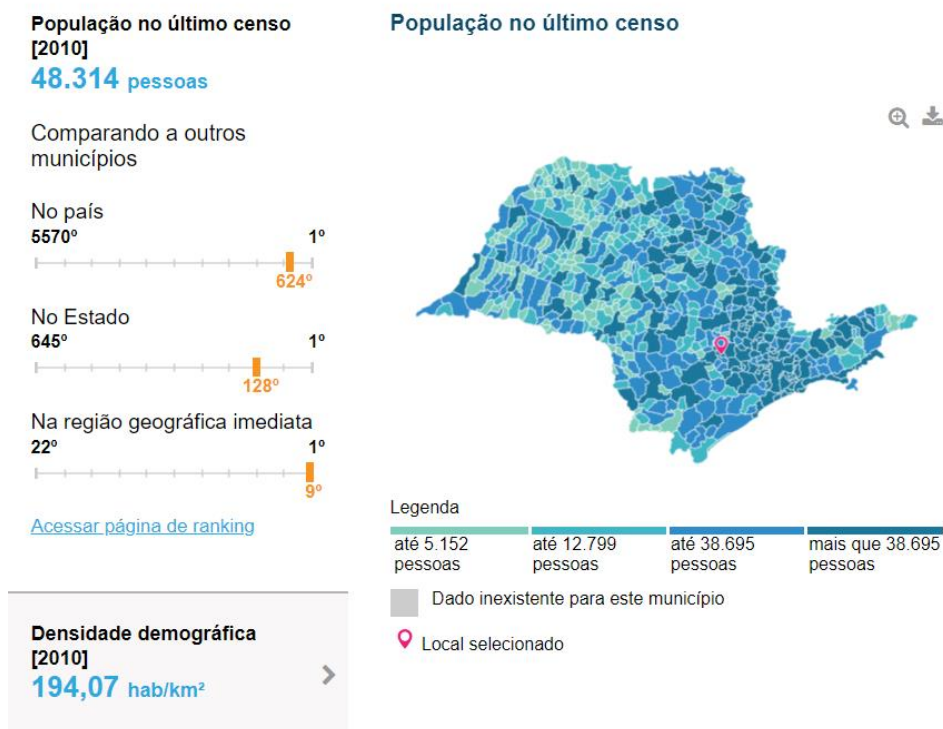 População no último censo
[2010]
48.314 pessoas
Comparando a outros
municípios
No país
5570º 1º
624º
No Estado
645º 1º
128º
Na região geográfica imediata
22º 1º
9º
Acessar página de ranking
Densidade demográfica
[2010]
194,07 hab/km²
População no último censo
Legenda
até 5.152
pessoas
até 12.799
pessoas
até 38.695
pessoas
mais que 38.695
pessoas
Dado inexistente para este município
Local selecionado